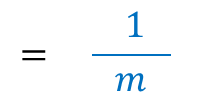 = 1/m